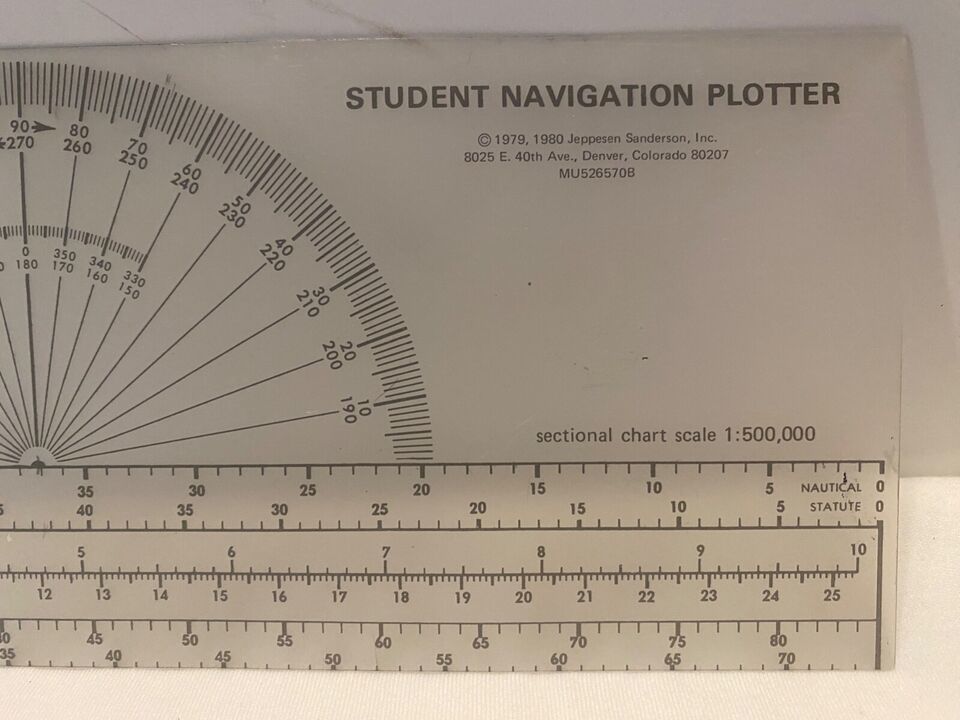 STUDENT NAVIGATION PLOTTER
© 1979, 1980 Jeppesen Sanderson, Inc.
8025 E. 40th Ave., Denver, Colorado 80207
MU526570B
90 80 70 60 50 40 30 20 10
270 260 250 240 230 220 210 200 190
0 350 340 330
180 170 160 150
sectional chart scale 1:500,000
35 30 25 20 15 10 5 NAUTICAL 0
40 35 30 25 20 15 10 5 STATUTE 0
5 6 7 8 9 10
12 13 14 15 16 17 18 19 20 21 22 23 24 25
45 50 55 60 65 70 75 80
35 40 45 50 55 60 65 70